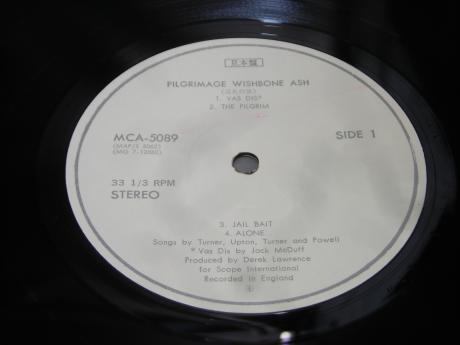 見本盤
PILGRIMAGE WISHBONE ASH
1. VAS DIS*
2. THE PILGRIM
MCA-5089
SIDE 1
33 1/3 RPM
STEREO
3. JAIL BAIT
4. ALONE
Songs by Turner, Upton, Turner and Powell
* Vas Dis by Jack McDuff
Produced by Derek Lawrence
for Scope International
Recorded in England